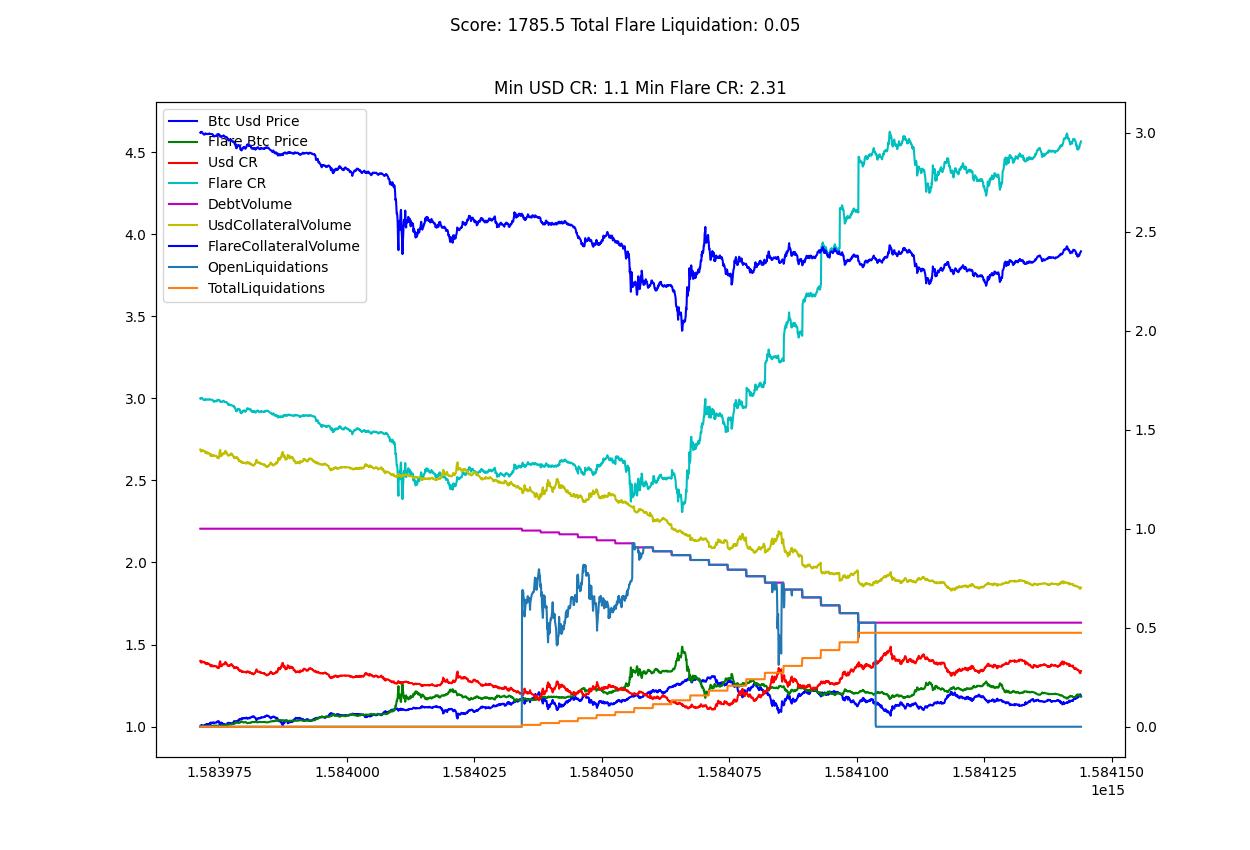 Score: 1785.5 Total Flare Liquidation: 0.05
Min USD CR: 1.1 Min Flare CR: 2.31
Btc Usd Price
Flare Btc Price
Usd CR
Flare CR
DebtVolume
UsdCollateralVolume
FlareCollateralVolume
OpenLiquidations
TotalLiquidations
4.5
4.0
3.5
3.0
2.5
2.0
1.5
1.0
3.0
2.5
2.0
1.5
1.0
0.5
0.0
1.583975 1.584000 1.584025 1.584050 1.584075 1.584100 1.584125 1.584150
1e15